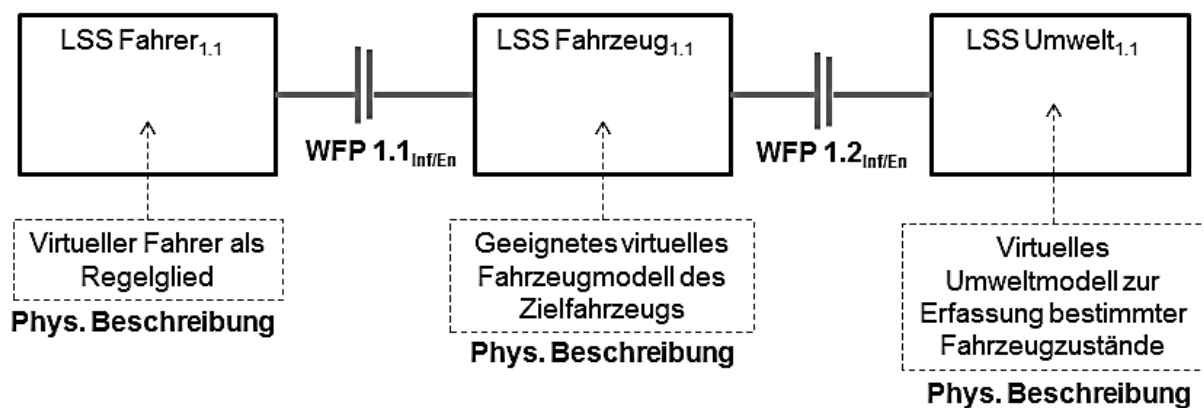 LSS Fahrer1.1
WFP 1.1Inf/En
LSS Fahrzeug1.1
WFP 1.2Inf/En
LSS Umwelt1.1
Virtueller Fahrer als
Regelglied
Phys. Beschreibung
Geeignetes virtuelles
Fahrzeugmodell des
Zielfahrzeugs
Phys. Beschreibung
Virtuelles
Umweltmodell zur
Erfassung bestimmter
Fahrzeugzustände
Phys. Beschreibung